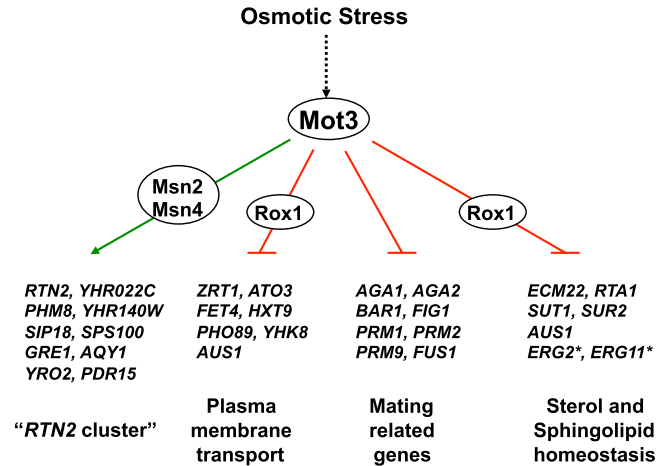 Osmotic Stress
Mot3
Msn2
Msn4
Rox1
Rox1
RTN2, YHR022C
PHM8, YHR140W
SIP18, SPS100
GRE1, AQY1
YRO2, PDR15
ZRT1, ATO3
FET4, HXT9
PHO89, YHK8
AUS1
AGA1, AGA2
BAR1, FIG1
PRM1, PRM2
PRM9, FUS1
ECM22, RTA1
SUT1, SUR2
AUS1
ERG2*, ERG11*
“RTN2 cluster”
Plasma
membrane
transport
Mating
related
genes
Sterol and
Sphingolipid
homeostasis